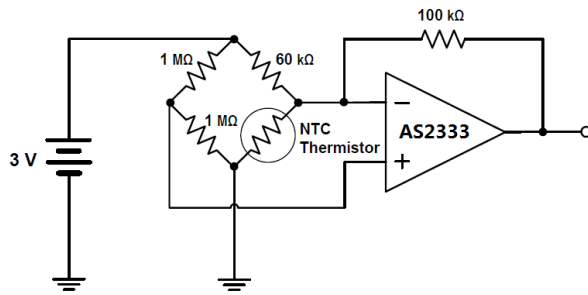 100 kΩ
1 MΩ
60 kΩ
1 MΩ
NTC
Thermistor
−
AS2333
+
3 V